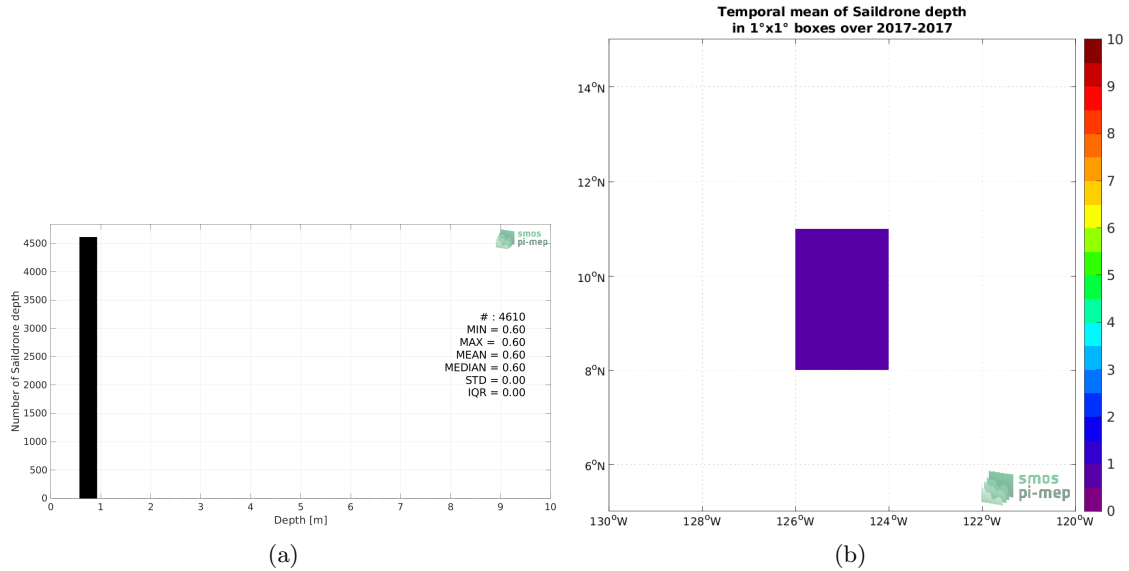 Number of Saildrone depth
4500
4000
3500
3000
2500
2000
1500
1000
500
0
smos
pi-mep
# : 4610
MIN = 0.60
MAX =  0.60
MEAN = 0.60
MEDIAN = 0.60
STD = 0.00
IQR = 0.00
0 1 2 3 4 5 6 7 8 9 10
Depth [m]
(a)
Temporal mean of Saildrone depth
in 1°x1° boxes over 2017-2017
14°N
12°N
10°N
8°N
6°N
130°W 128°W 126°W 124°W 122°W 120°W
smos
pi-mep
10
9
8
7
6
5
4
3
2
1
0
(b)